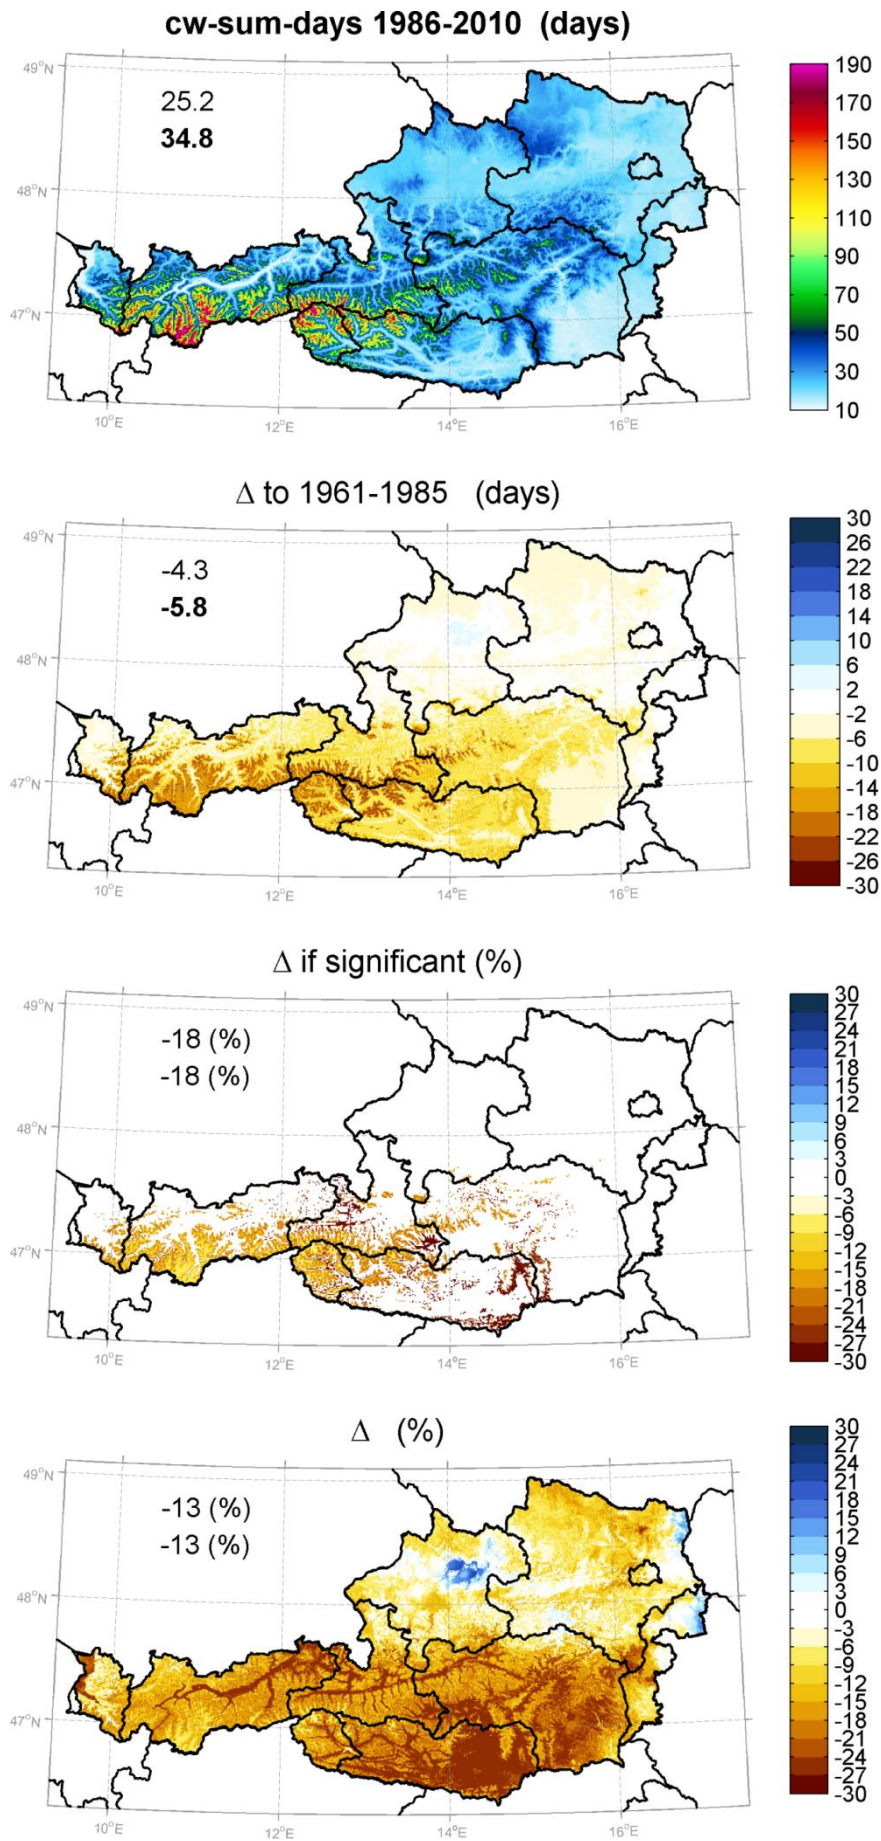 cw-sum-days 1986-2010 (days)
49°N
48°N
47°N
10°E
12°E
14°E
16°E
25.2
34.8
190
170
150
130
110
90
70
50
30
10
Δ to 1961-1985 (days)
49°N
48°N
47°N
10°E
12°E
14°E
16°E
-4.3
-5.8
30
26
22
18
14
10
6
2
-2
-6
-10
-14
-18
-22
-26
-30
Δ if significant (%)
49°N
48°N
47°N
10°E
12°E
14°E
16°E
-18 (%)
-18 (%)
30
27
24
21
18
15
12
9
6
3
0
-3
-6
-9
-12
-15
-18
-21
-24
-27
-30
Δ (%)
49°N
48°N
47°N
10°E
12°E
14°E
16°E
-13 (%)
-13 (%)
30
27
24
21
18
15
12
9
6
3
0
-3
-6
-9
-12
-15
-18
-21
-24
-27
-30